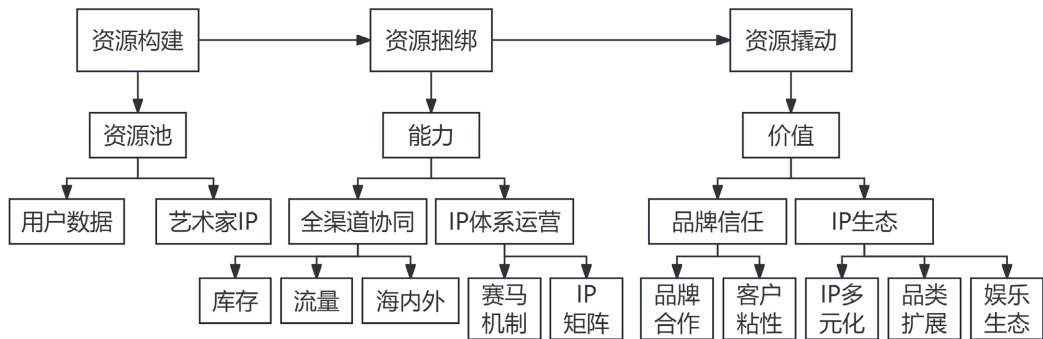 资源构建
资源捆绑
资源撬动
资源池
能力
价值
用户数据
艺术家IP
全渠道协同
IP体系运营
品牌信任
IP生态
库存
流量
海内外
赛马
机制
IP
矩阵
品牌
合作
客户
粘性
IP多
元化
品类
扩展
娱乐
生态